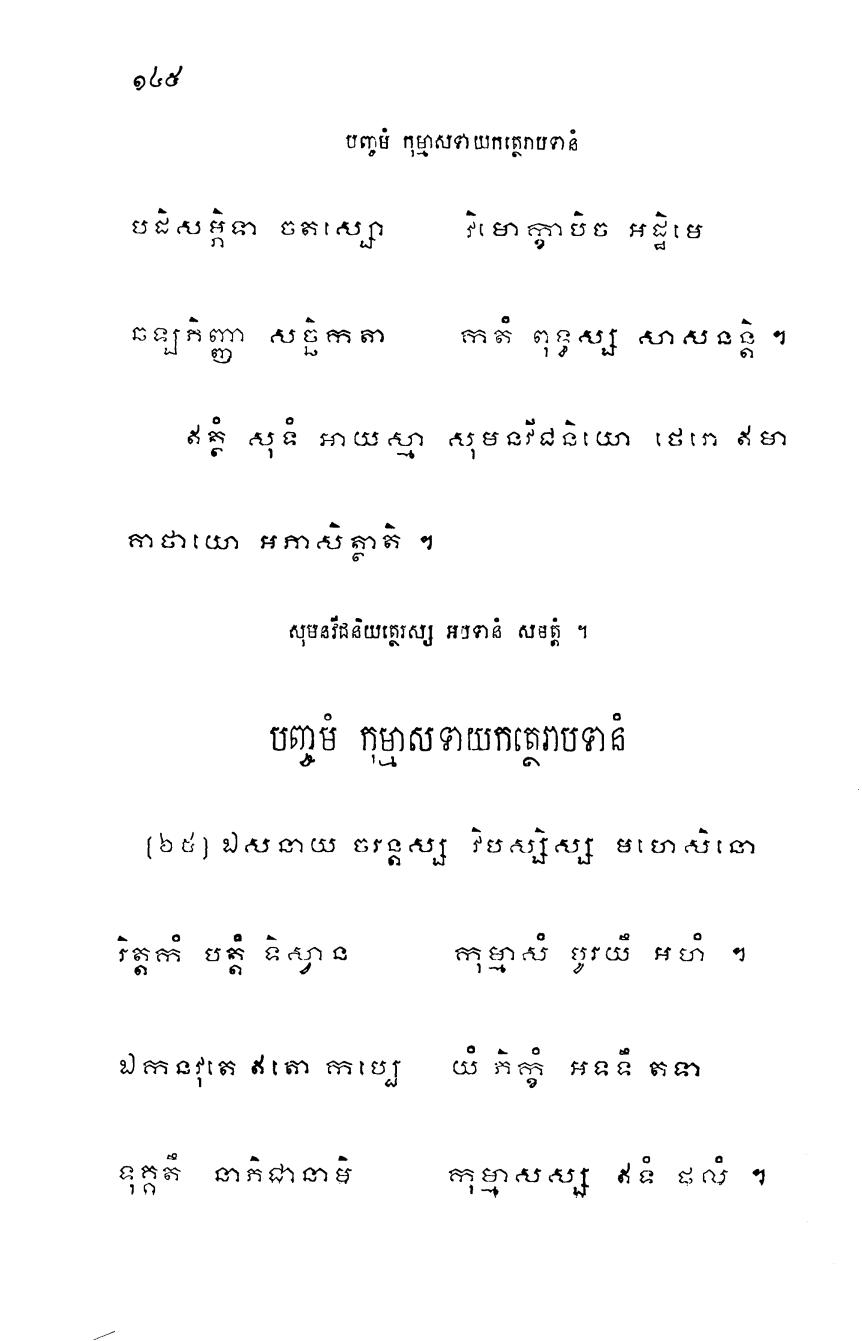 ១៤៥
បញ្ចមំ កុម្មាសទាយកត្ថេរាបទានំ
បដិសម្ភិទា ចតស្សោ វិមោក្ខាបិច អដ្ឋិមេ
ឆឡភិញ្ញា សច្ឆិកតា កតំ ពុទ្ធស្ស សាសនន្តិ ។
ឥត្ថំ សុទំ អាយស្មា សុមនវីជនិយោ ថេរោ ឥមា
គាថាយោ អភាសិត្ថាតិ ។
សុមនវីជនិយត្ថេរស្ស អបទានំ សមត្តំ ។
បញ្ចមំ កុម្មាសទាយកត្ថេរាបទានំ
[៦៥] ឯសនាយ ចរន្តស្ស វិបស្សិស្ស មហេសិនោ
រិត្តកំ បត្តំ ទិស្វាន កុម្មាសំ បូរយឹ អហំ ។
ឯកនវុតេ ឥតោ កប្បេ យំ ភិក្ខំ អទទឹ តទា
ទុគ្គតឹ នាភិជានាមិ កុម្មាសស្ស ឥទំ ផលំ ។